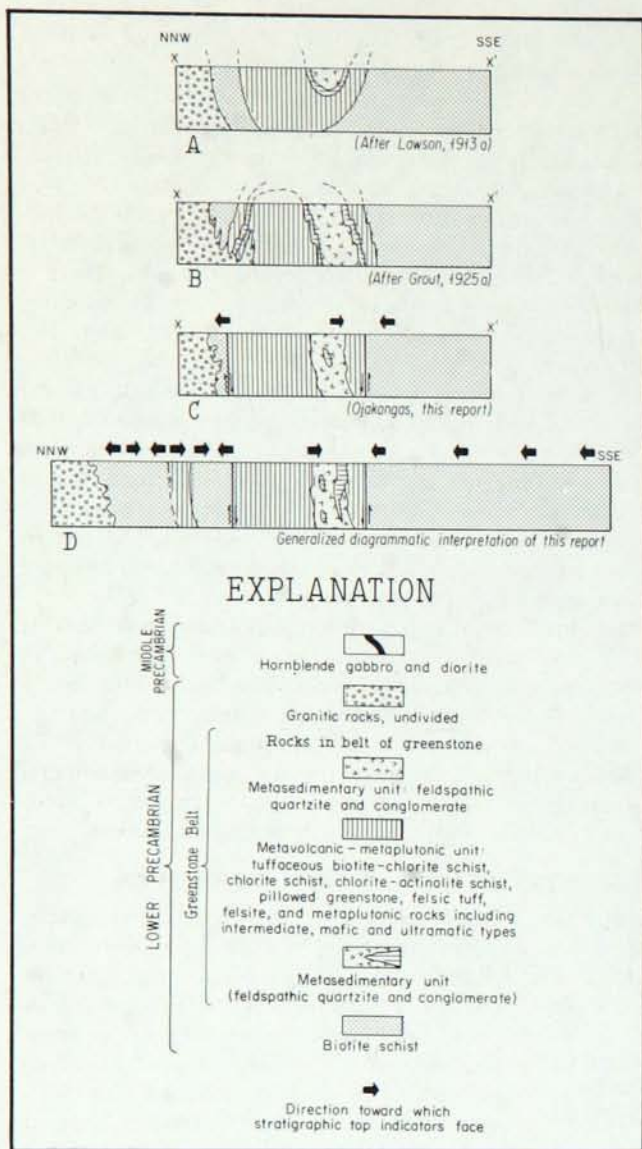 NNW SSE
X X'
A (After Lawson, 1913a)
X X'
B (After Grout, 1925a)
X X'
C (Ojakangas, this report)
NNW SSE
D Generalized diagrammatic interpretation of this report
EXPLANATION
MIDDLE PRECAMBRIAN
Hornblende gabbro and diorite
LOWER PRECAMBRIAN
Granitic rocks, undivided
Greenstone Belt
Rocks in belt of greenstone
Metasedimentary unit: feldspathic
quartzite and conglomerate
Metavolcanic-metaplutonic unit:
tuffaceous biotite-chlorite schist,
chlorite schist, chlorite-actinolite schist,
pillowed greenstone, felsic tuff,
felsite, and metaplutonic rocks including
intermediate, mafic and ultramafic types
Metasedimentary unit
(feldspathic quartzite and conglomerate)
Biotite schist
Direction toward which
stratigraphic top indicators face